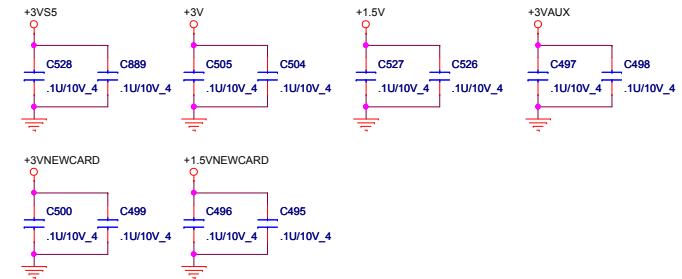 +3VS5 +3V +1.5V +3VAUX
C528 C889 C505 C504 C527 C526 C497 C498
.1U/10V_4 .1U/10V_4 .1U/10V_4 .1U/10V_4 .1U/10V_4 .1U/10V_4 .1U/10V_4 .1U/10V_4
+3VNEWCARD +1.5VNEWCARD
C500 C499 C496 C495
.1U/10V_4 .1U/10V_4 .1U/10V_4 .1U/10V_4